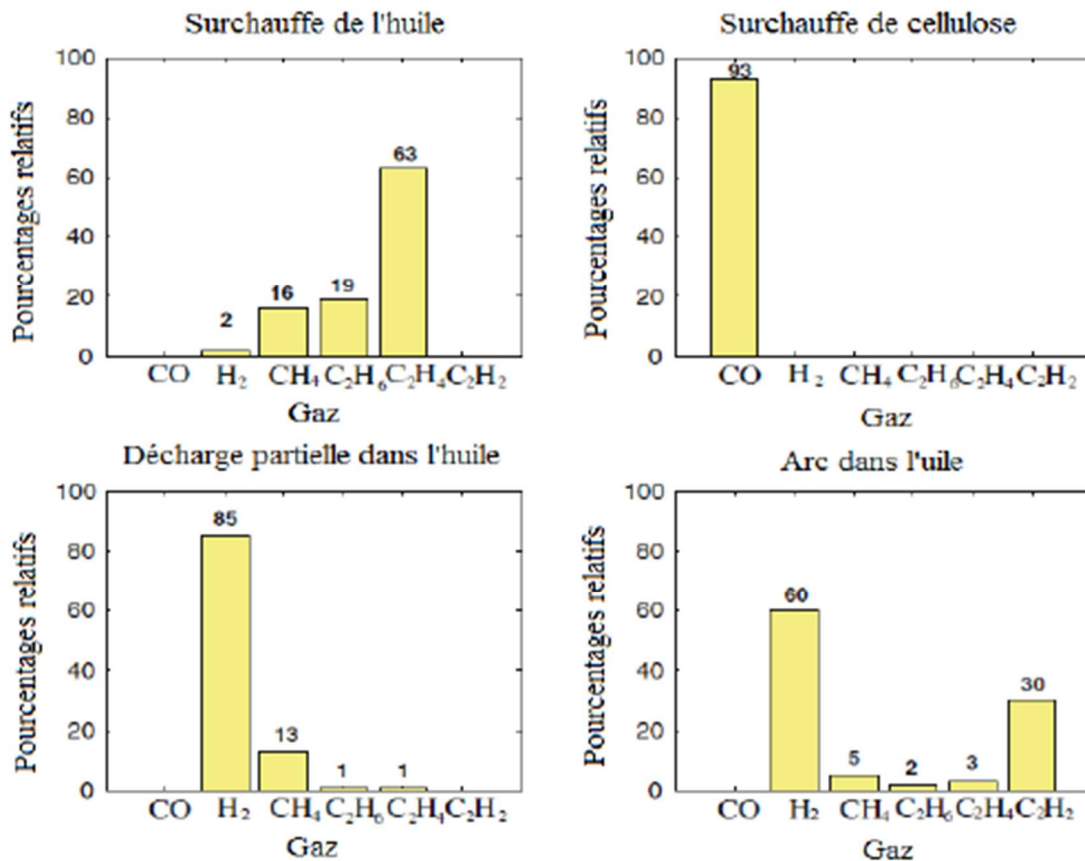 Surchauffe de l'huile
Pourcentages relatifs
100
80
60
40
20
0
2
16
19
63
CO H₂ CH₄ C₂H₆ C₂H₄ C₂H₂
Gaz
Surchauffe de cellulose
Pourcentages relatifs
100
80
60
40
20
0
93
CO H₂ CH₄ C₂H₆ C₂H₄ C₂H₂
Gaz
Décharge partielle dans l'huile
Pourcentages relatifs
100
80
60
40
20
0
85
13
1
1
CO H₂ CH₄ C₂H₆ C₂H₄ C₂H₂
Gaz
Arc dans l'uile
Pourcentages relatifs
100
80
60
40
20
0
60
5
2
3
30
CO H₂ CH₄ C₂H₆ C₂H₄ C₂H₂
Gaz